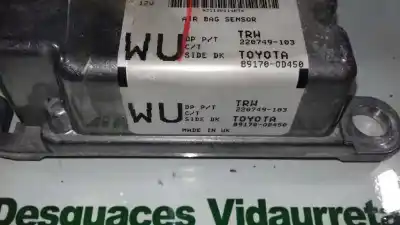 12V
AIR BAG SENSOR
WU DP P/T TRW
C/T 220749-103
SIDE DK TOYOTA
89170-0D450
WU DP P/T TRW
C/T 220749-103
SIDE DK TOYOTA
89170-0D450
MADE IN UK
Desguaces Vidaurreta